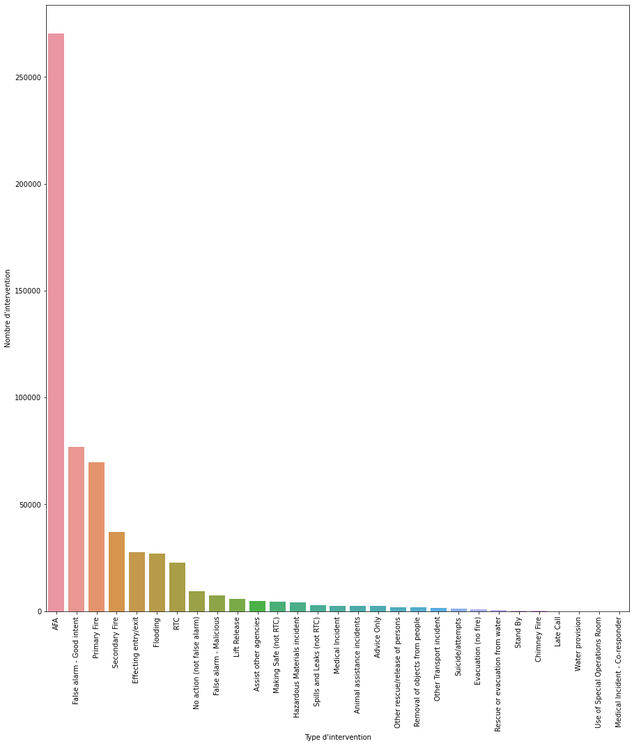 250000
200000
150000
100000
50000
0
Nombre d'intervention
AFA
False alarm - Good intent
Primary Fire
Secondary Fire
Effecting entry/exit
Flooding
RTC
No action (not false alarm)
False alarm - Malicious
Lift Release
Assist other agencies
Making Safe (not RTC)
Hazardous Materials incident
Spills and Leaks (not RTC)
Medical Incident
Animal assistance incidents
Advice Only
Other rescue/release of persons
Removal of objects from people
Other Transport incident
Suicide/attempts
Evacuation (no fire)
Rescue or evacuation from water
Stand By
Chimney Fire
Late Call
Water provision
Use of Special Operations Room
Medical Incident - Co-responder
Type d'intervention